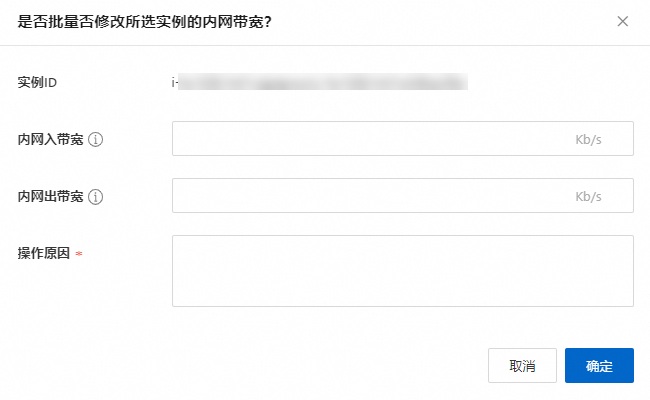 是否批量否修改所选实例的内网带宽？
实例ID
i-
内网入带宽
Kb/s
内网出带宽
Kb/s
操作原因 *
取消
确定